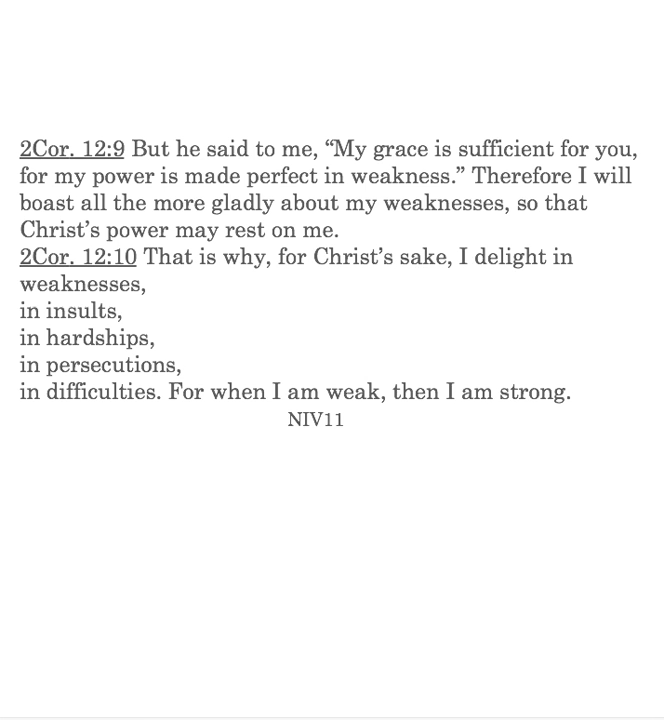 2Cor. 12:9 But he said to me, “My grace is sufficient for you,
for my power is made perfect in weakness.” Therefore I will
boast all the more gladly about my weaknesses, so that
Christ’s power may rest on me.
2Cor. 12:10 That is why, for Christ’s sake, I delight in
weaknesses,
in insults,
in hardships,
in persecutions,
in difficulties. For when I am weak, then I am strong.
NIV11